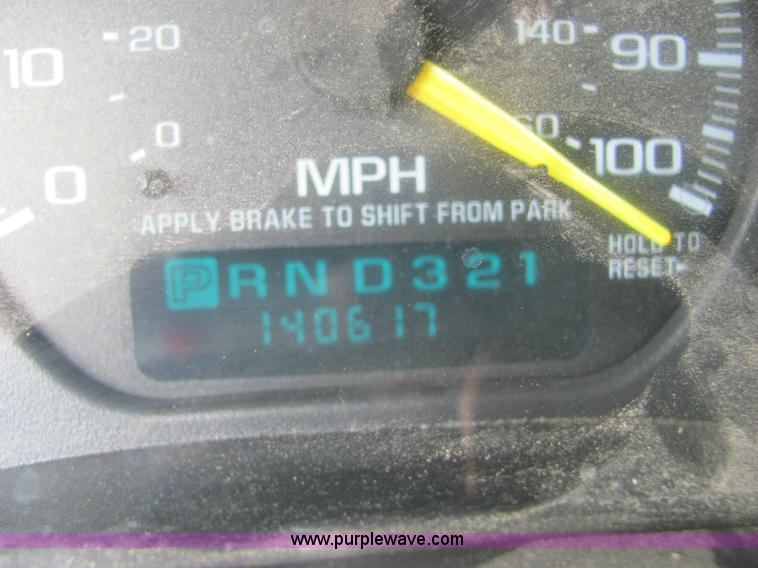 20 140 90
10
0 60 100
0 MPH
APPLY BRAKE TO SHIFT FROM PARK
HOLD TO
RESET
P R N D 3 2 1
140617
www.purplewave.com